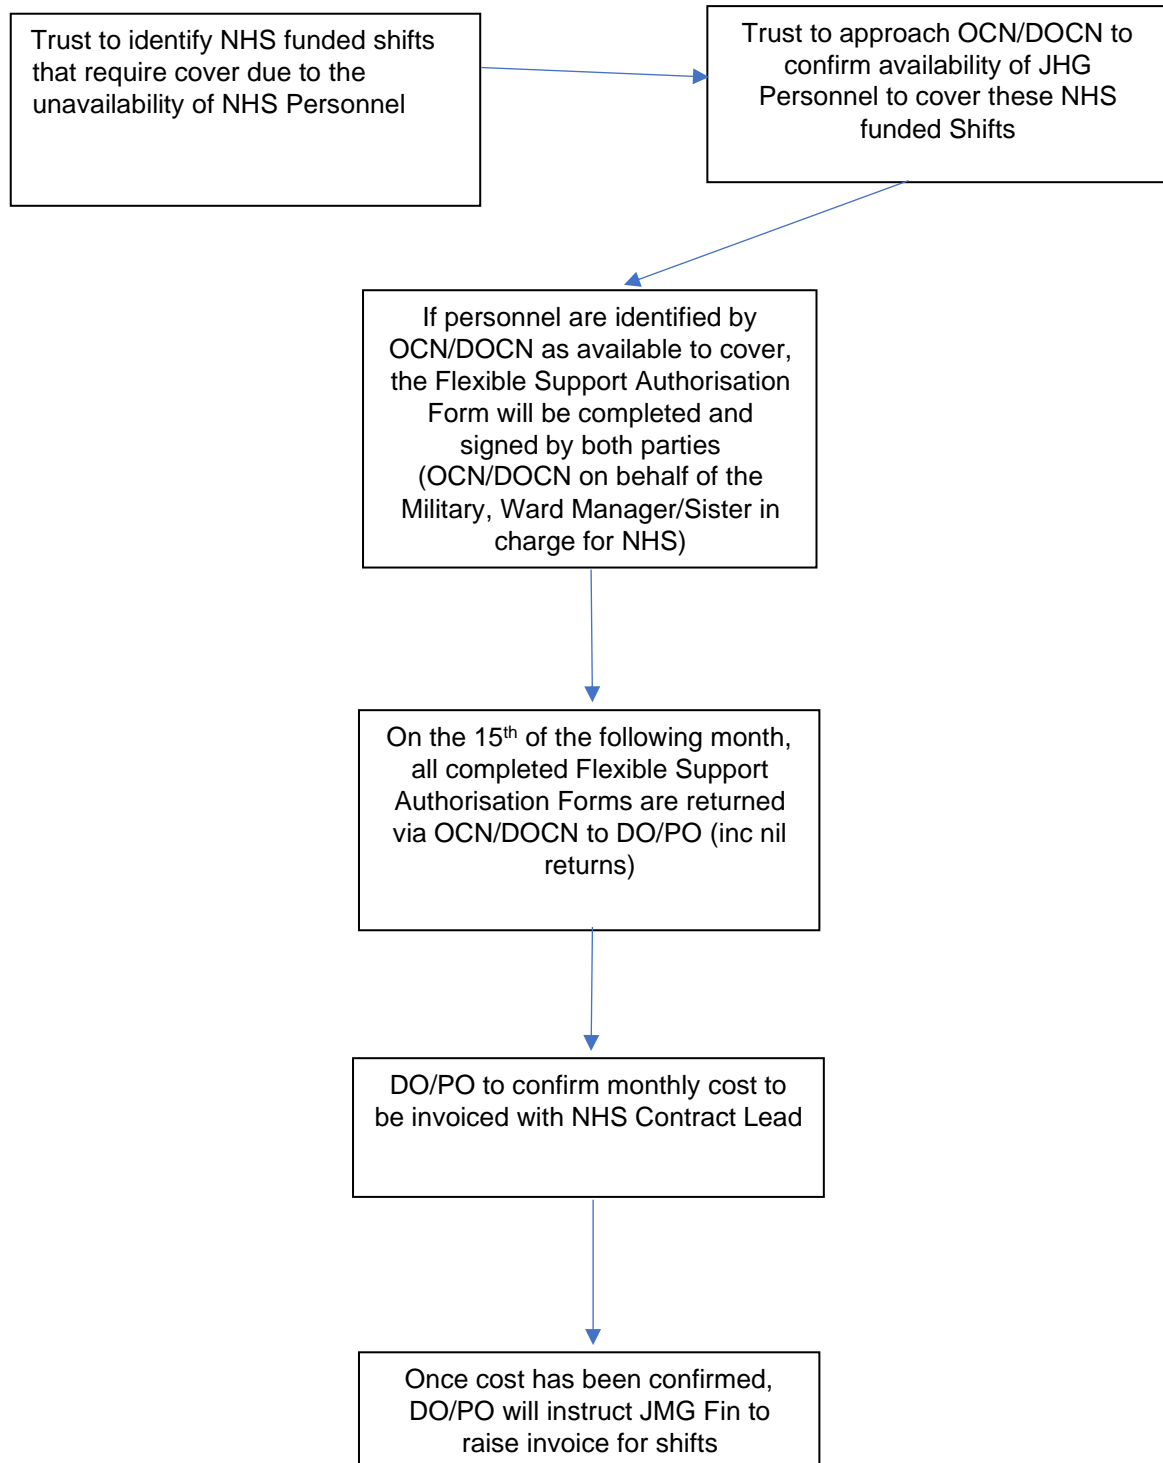 Trust to identify NHS funded shifts
that require cover due to the
unavailability of NHS Personnel
Trust to approach OCN/DOCN to
confirm availability of JHG
Personnel to cover these NHS
funded Shifts
If personnel are identified by
OCN/DOCN as available to cover,
the Flexible Support Authorisation
Form will be completed and
signed by both parties
(OCN/DOCN on behalf of the
Military, Ward Manager/Sister in
charge for NHS)
On the 15th of the following month,
all completed Flexible Support
Authorisation Forms are returned
via OCN/DOCN to DO/PO (inc nil
returns)
DO/PO to confirm monthly cost to
be invoiced with NHS Contract Lead
Once cost has been confirmed,
DO/PO will instruct JMG Fin to
raise invoice for shifts